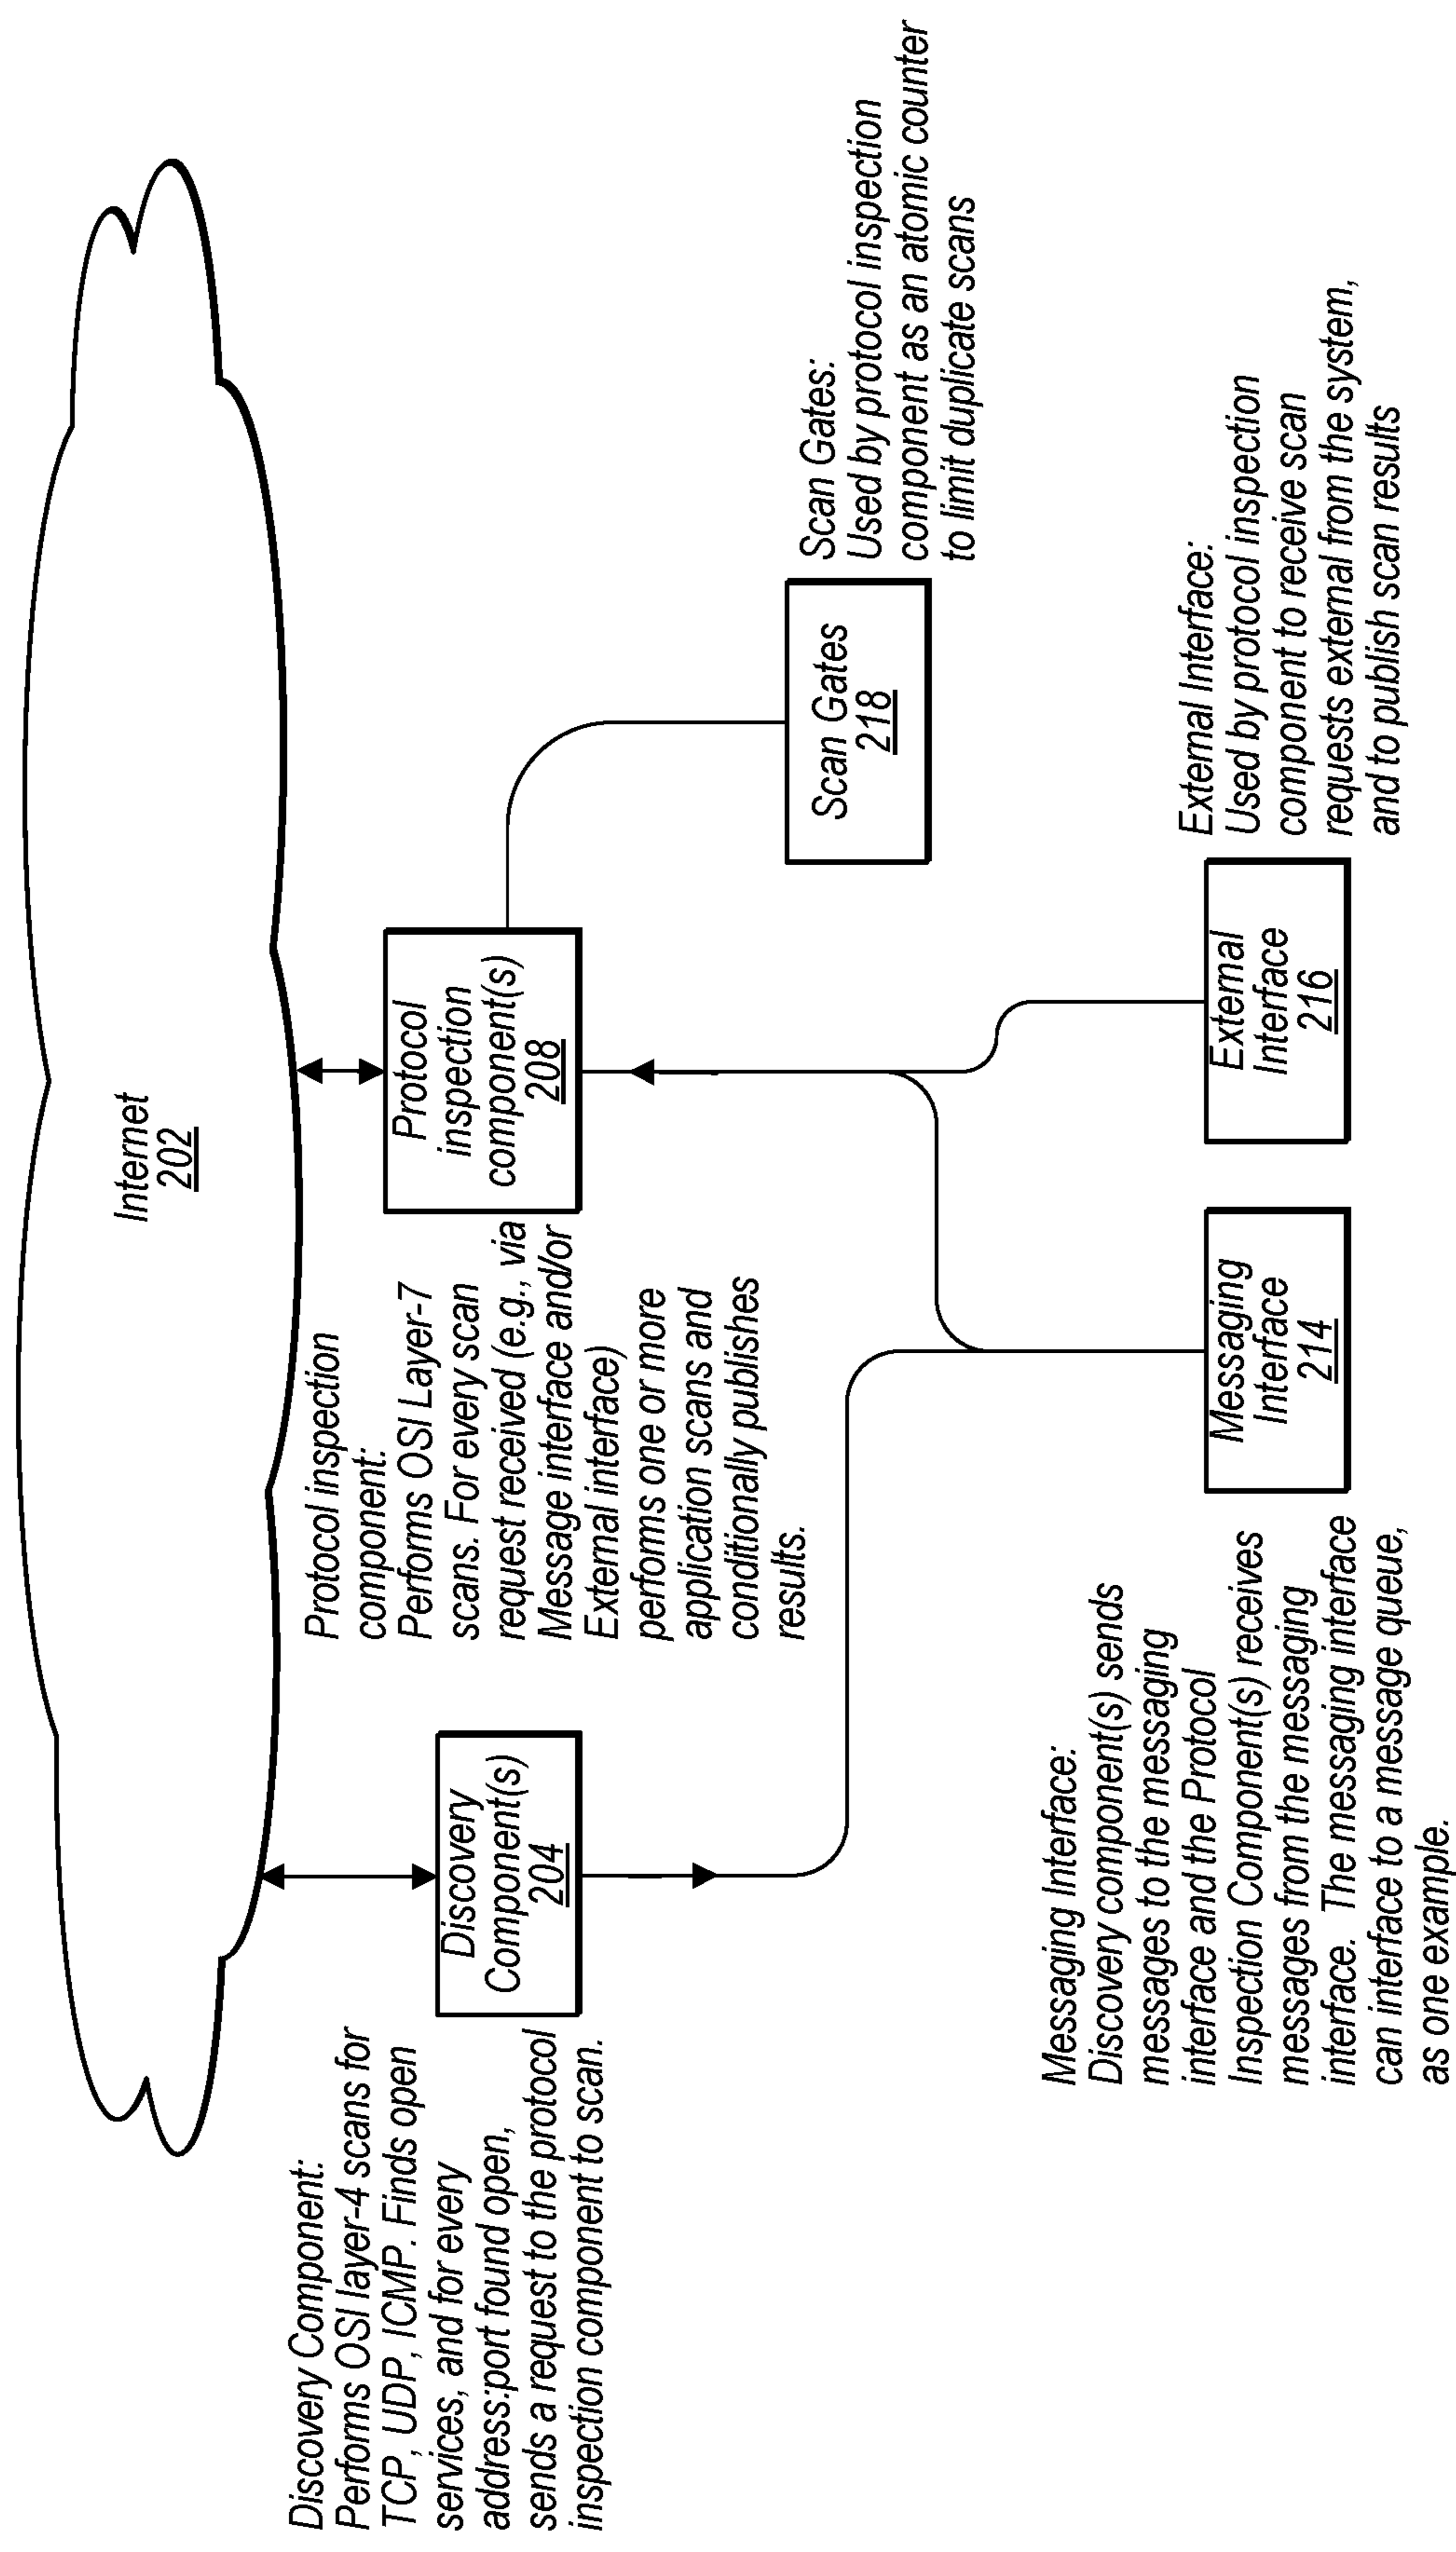 Internet
202
Discovery Component:
Performs OSI layer-4 scans for
TCP, UDP, ICMP. Finds open
services, and for every
address:port found open,
sends a request to the protocol
inspection component to scan.
Discovery
Component(s)
204
Protocol inspection
component:
Performs OSI Layer-7
scans. For every scan
request received (e.g., via
Message interface and/or
External interface)
performs one or more
application scans and
conditionally publishes
results.
Protocol
inspection
component(s)
208
Scan Gates
218
Scan Gates:
Used by protocol inspection
component as an atomic counter
to limit duplicate scans
Messaging Interface:
Discovery component(s) sends
messages to the messaging
interface and the Protocol
Inspection Component(s) receives
messages from the messaging
interface. The messaging interface
can interface to a message queue,
as one example.
Messaging
Interface
214
External
Interface
216
External Interface:
Used by protocol inspection
component to receive scan
requests external from the system,
and to publish scan results